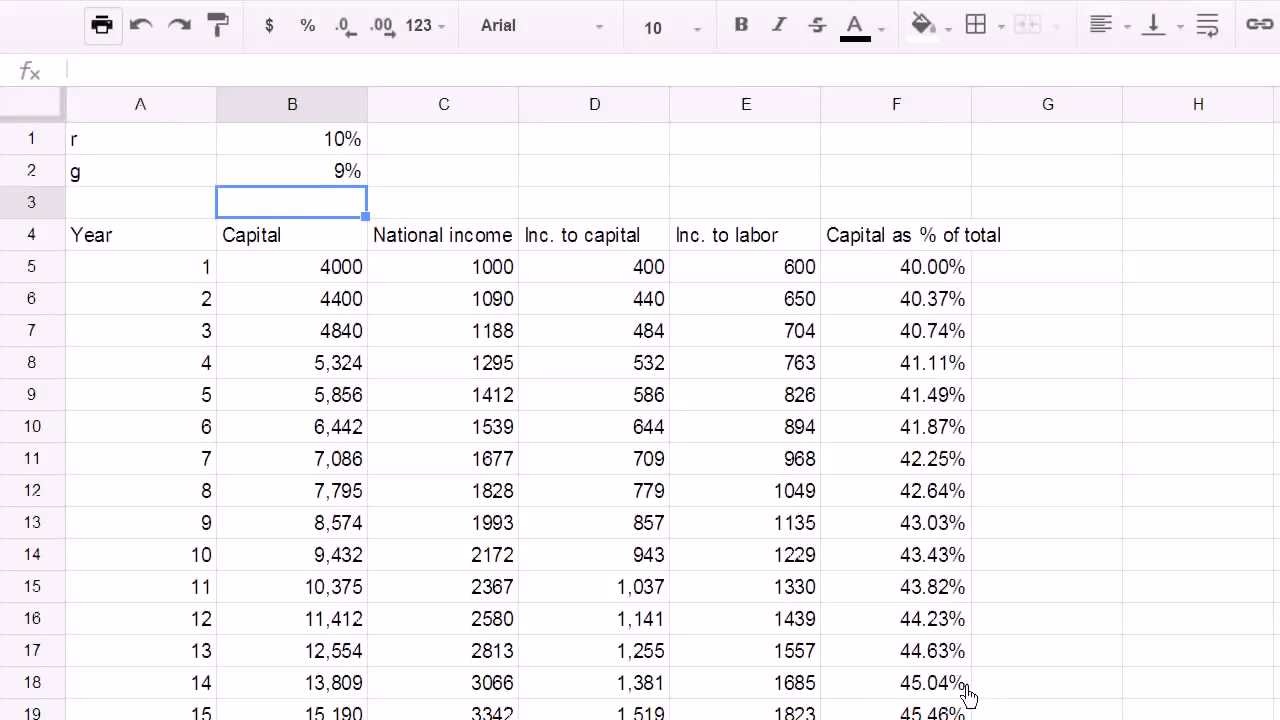 $ % .0 .00 123 Arial 10 B I S A
fx
A B C D E F G H
1 r 10%
2 g 9%
3
4 Year Capital National income Inc. to capital Inc. to labor Capital as % of total
5 1 4000 1000 400 600 40.00%
6 2 4400 1090 440 650 40.37%
7 3 4840 1188 484 704 40.74%
8 4 5,324 1295 532 763 41.11%
9 5 5,856 1412 586 826 41.49%
10 6 6,442 1539 644 894 41.87%
11 7 7,086 1677 709 968 42.25%
12 8 7,795 1828 779 1049 42.64%
13 9 8,574 1993 857 1135 43.03%
14 10 9,432 2172 943 1229 43.43%
15 11 10,375 2367 1,037 1330 43.82%
16 12 11,412 2580 1,141 1439 44.23%
17 13 12,554 2813 1,255 1557 44.63%
18 14 13,809 3066 1,381 1685 45.04%
19 15 15,190 3342 1,519 1823 45.46%